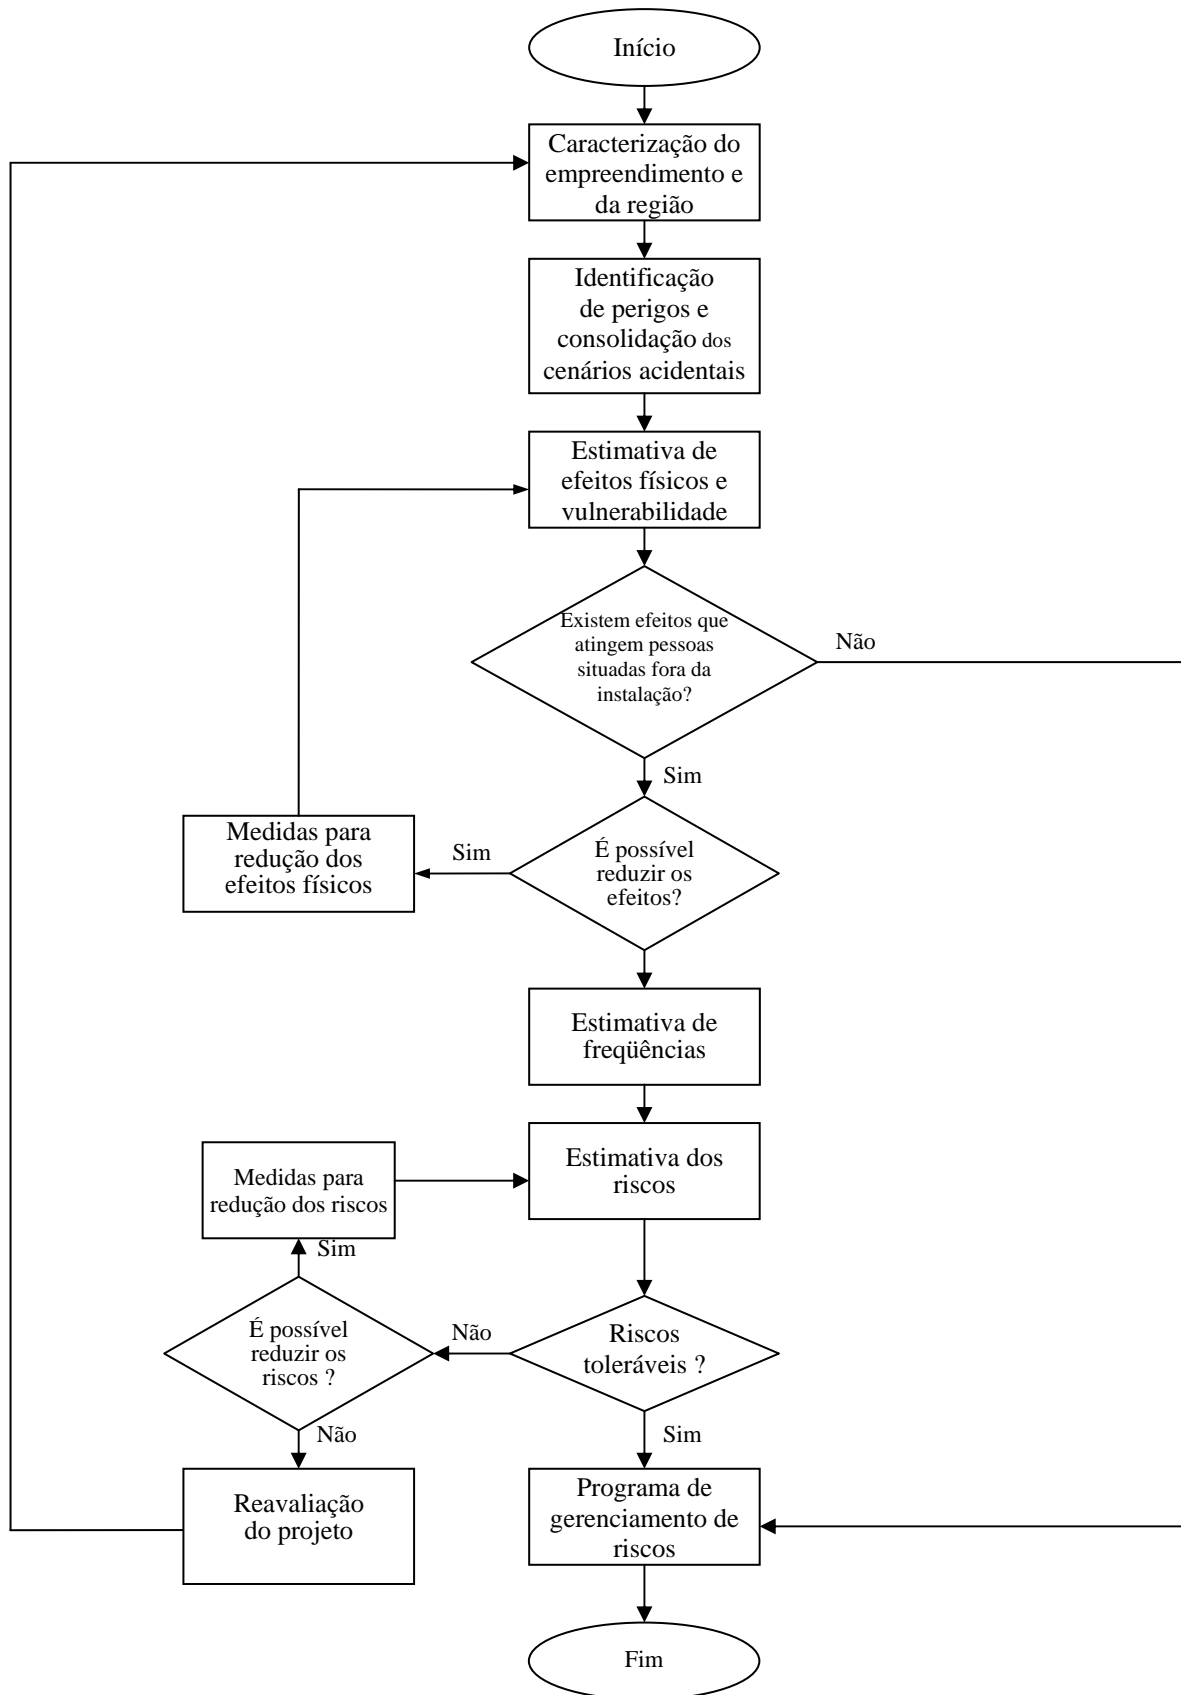 Início
Caracterização do
empreendimento e
da região
Identificação
de perigos e
consolidação dos
cenários acidentais
Estimativa de
efeitos físicos e
vulnerabilidade
Existem efeitos que
atingem pessoas
situadas fora da
instalação?
Não
Sim
Medidas para
redução dos
efeitos físicos
Sim
É possível
reduzir os
efeitos?
Estimativa de
freqüências
Estimativa dos
riscos
Medidas para
redução dos riscos
Sim
É possível
reduzir os
riscos ?
Não
Riscos
toleráveis ?
Não
Sim
Reavaliação
do projeto
Programa de
gerenciamento de
riscos
Fim